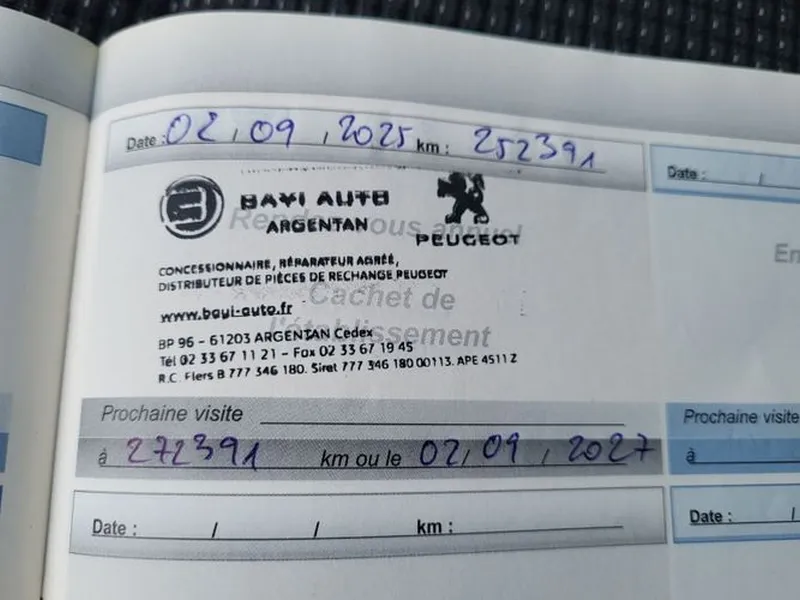 Date : 02, 09, 2025 km : 252391
BAYI AUTO
ARGENTAN
PEUGEOT
Rendez-vous annuel
CONCESSIONNAIRE, RÉPARATEUR AGRÉÉ,
DISTRIBUTEUR DE PIÈCES DE RECHANGE PEUGEOT
Cachet de
www.bayi-auto.fr
l'établissement
BP 96 - 61203 ARGENTAN Cedex
Tél 02 33 67 11 21 - Fax 02 33 67 19 45
R.C. Flers B 777 346 180. Siret 777 346 180 00113. APE 4511 Z
Prochaine visite
à 272391 km ou le 02, 09, 2027
Date : / / km :
Date : /
En
Prochaine visite
à
Date : /